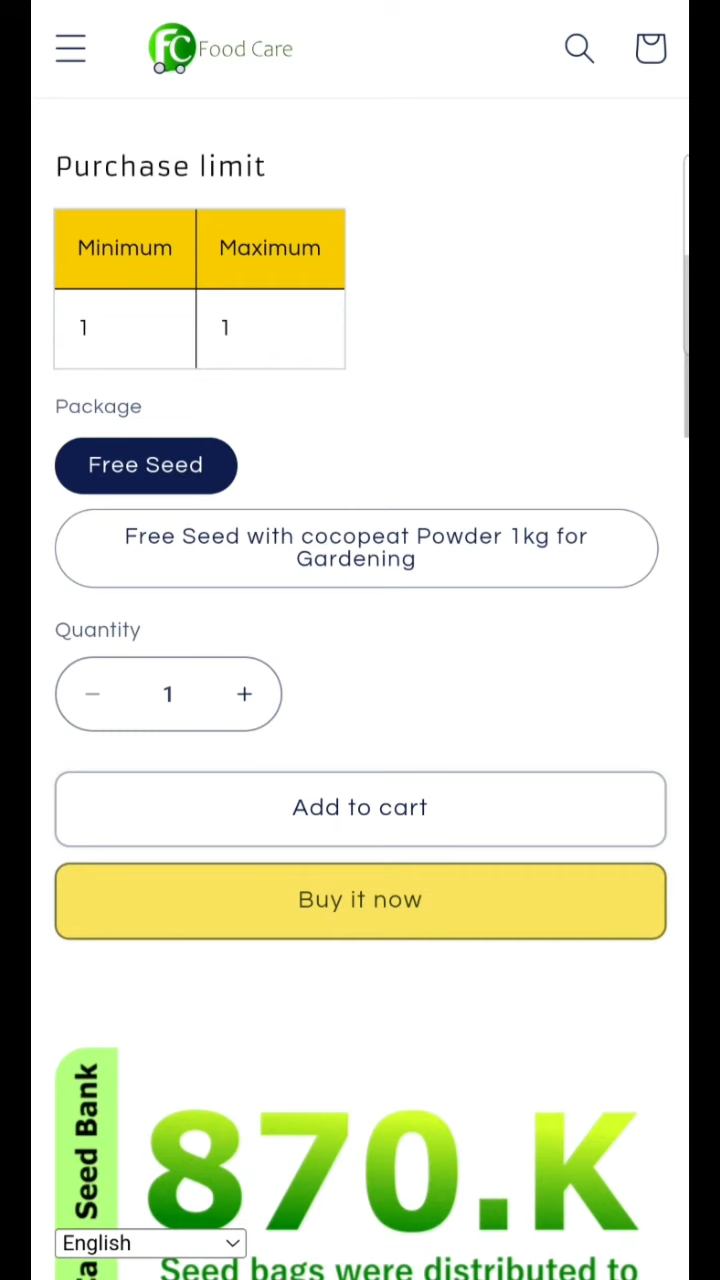 FC Food Care
Purchase limit
Minimum Maximum
1 1
Package
Free Seed
Free Seed with cocopeat Powder 1kg for
Gardening
Quantity
− 1 +
Add to cart
Buy it now
Seed Bank
870.K
English
Seed bags were distributed to